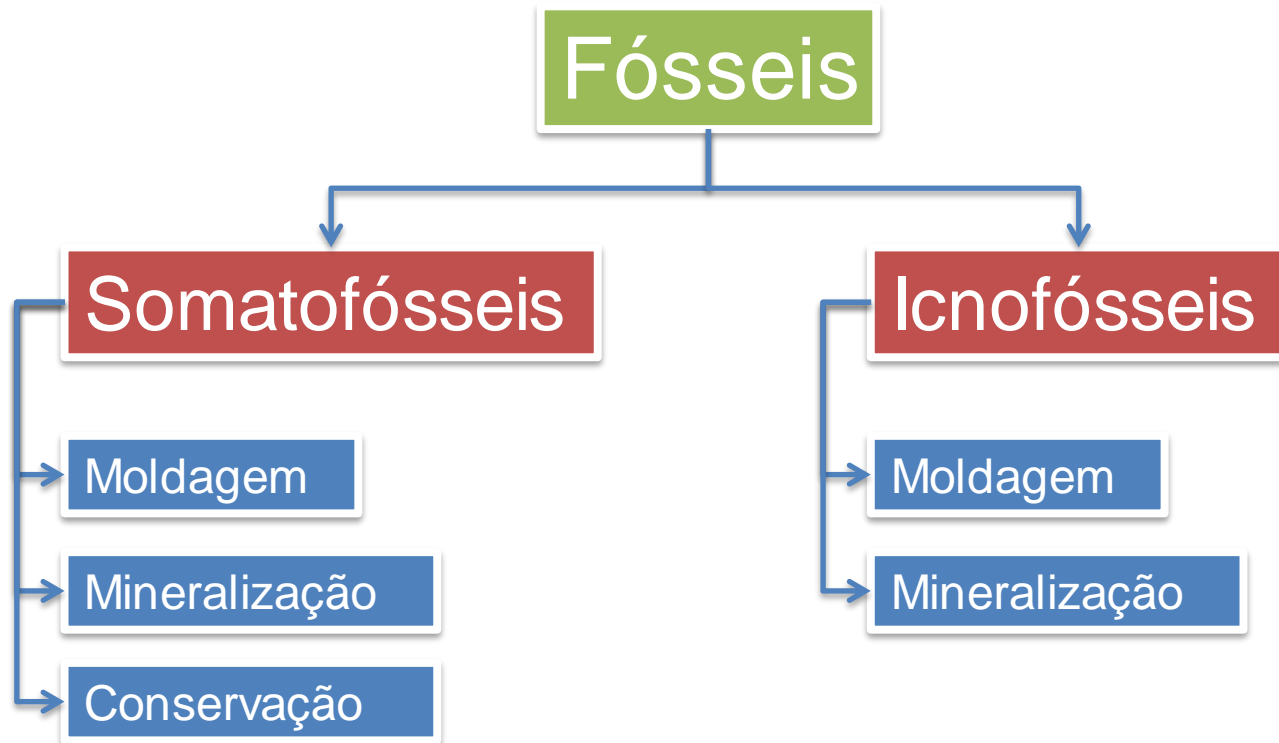 Fósseis
Somatofósseis
Icnofósseis
Moldagem
Moldagem
Mineralização
Mineralização
Conservação